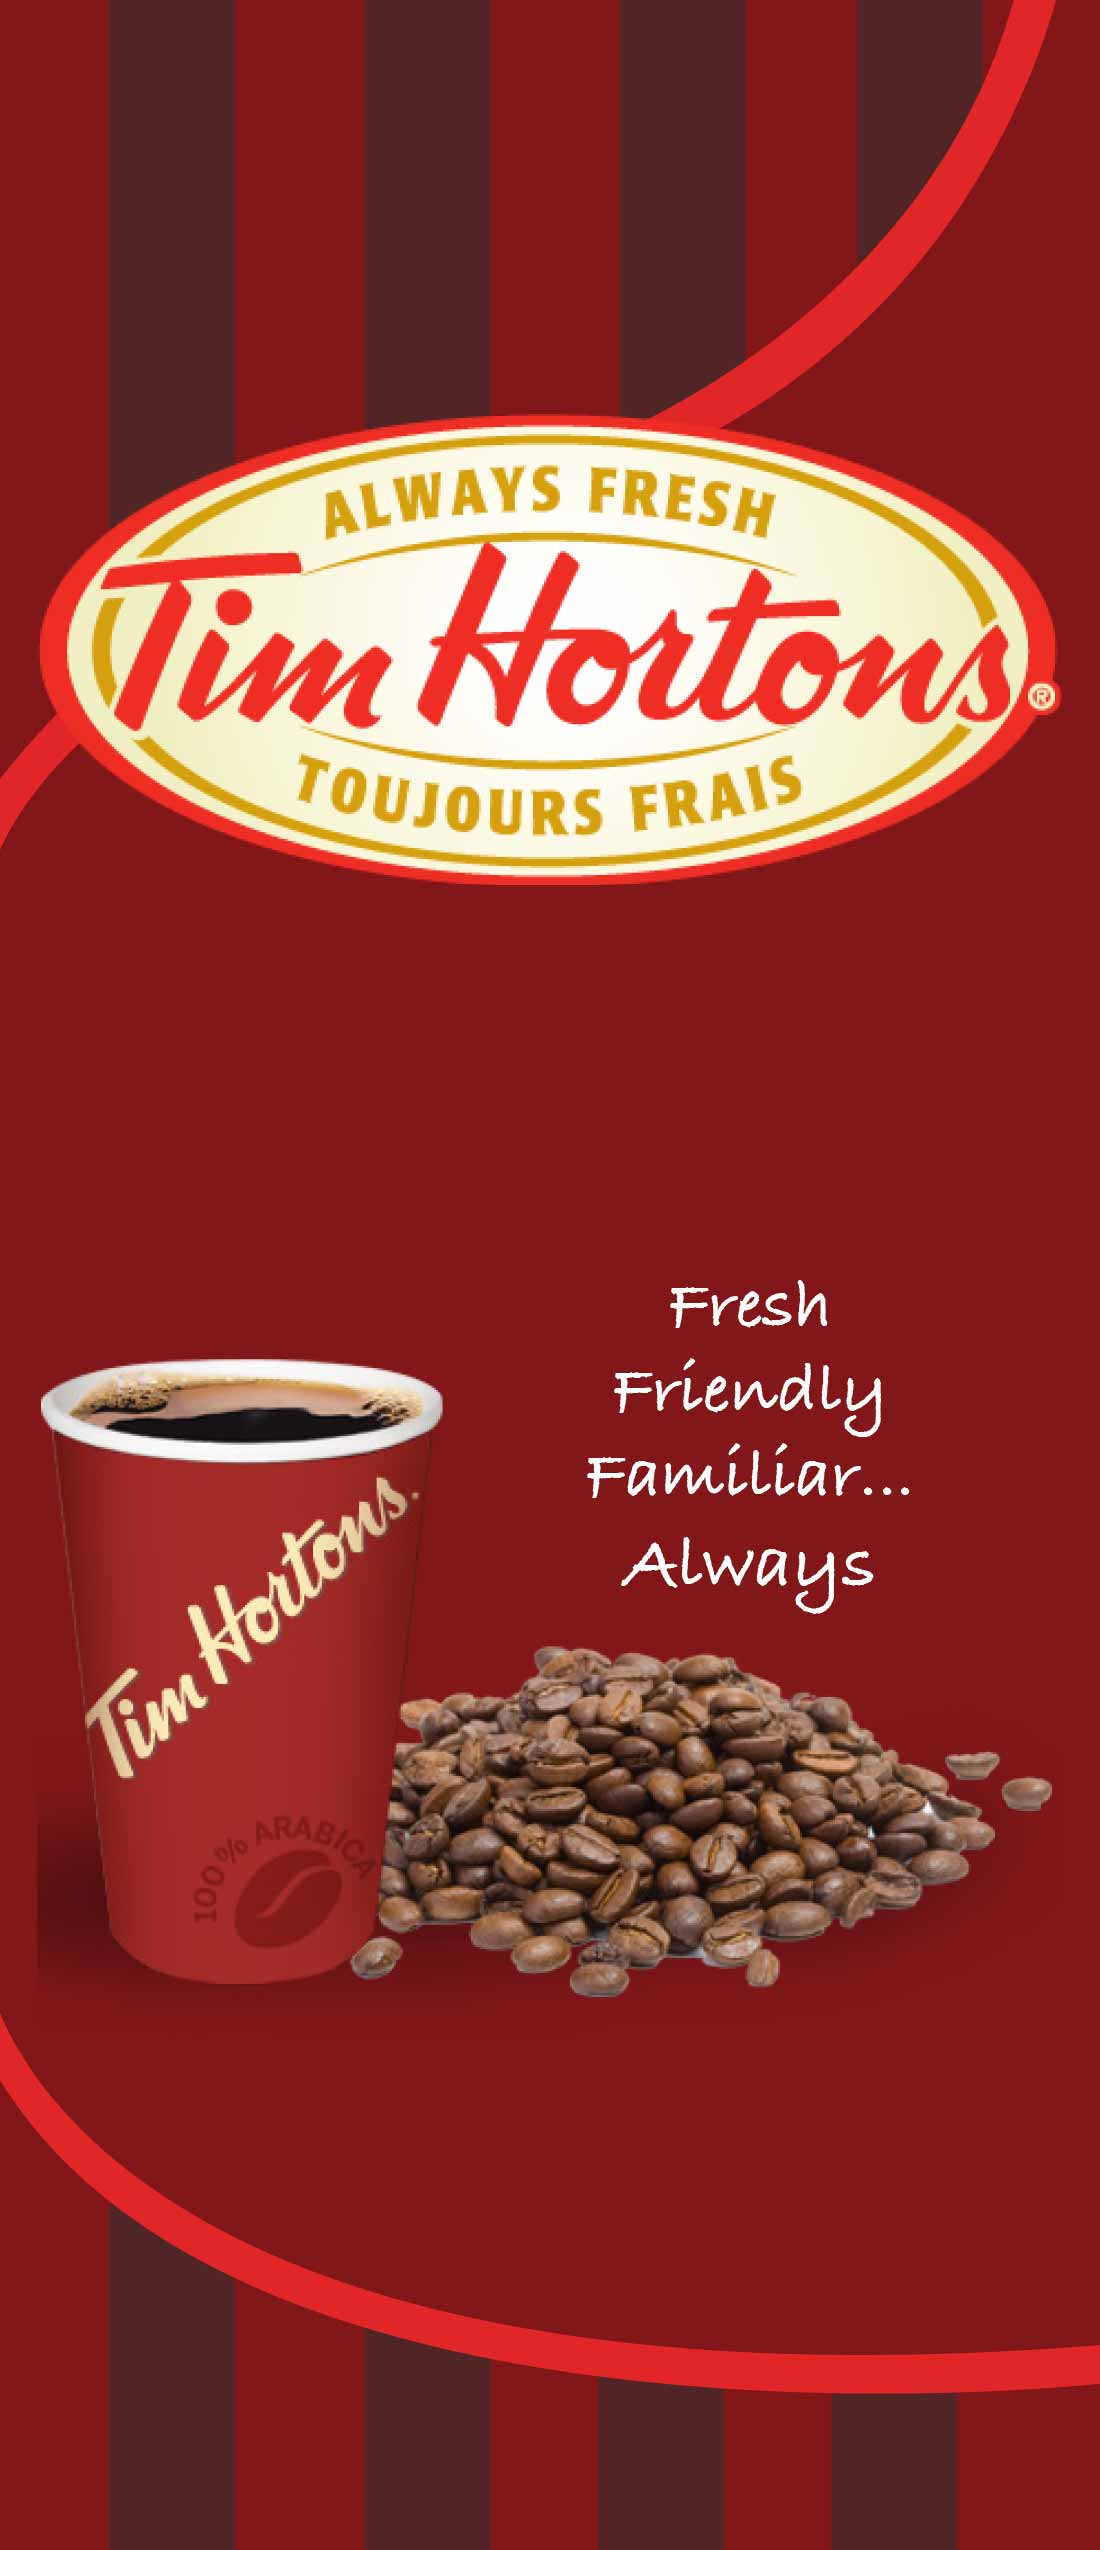 ALWAYS FRESH
Tim Hortons®
TOUJOURS FRAIS
Fresh
Friendly
Familiar...
Always
Tim Hortons.
100% ARABICA